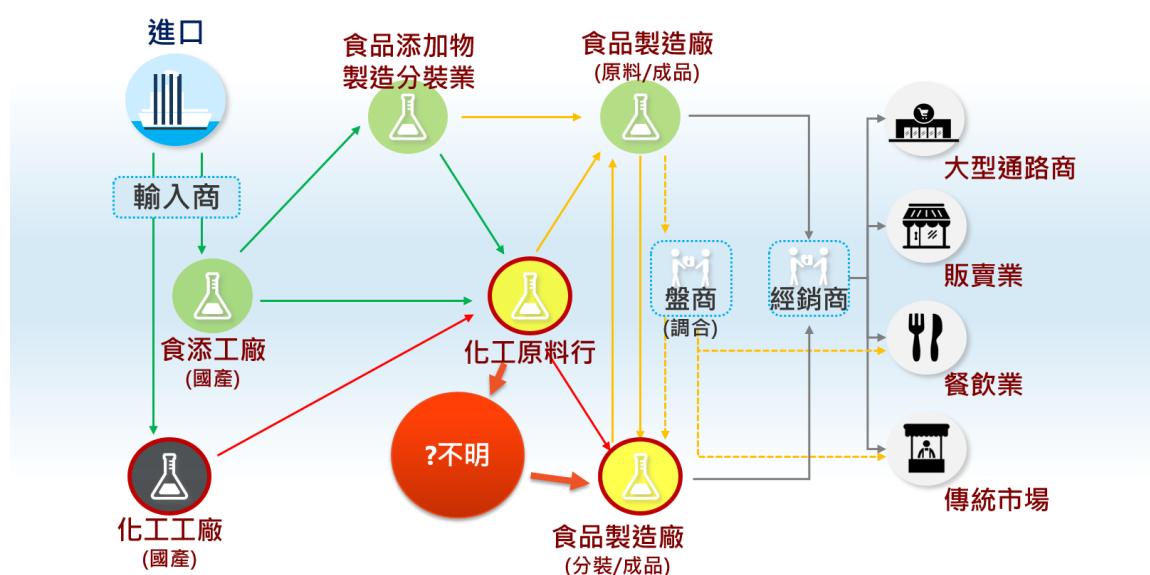 進口
食品添加物
製造分裝業
食品製造廠
(原料/成品)
大型通路商
輸入商
販賣業
盤商
(調合)
經銷商
食添工廠
(國產)
化工原料行
餐飲業
?不明
化工工廠
(國產)
食品製造廠
(分裝/成品)
傳統市場